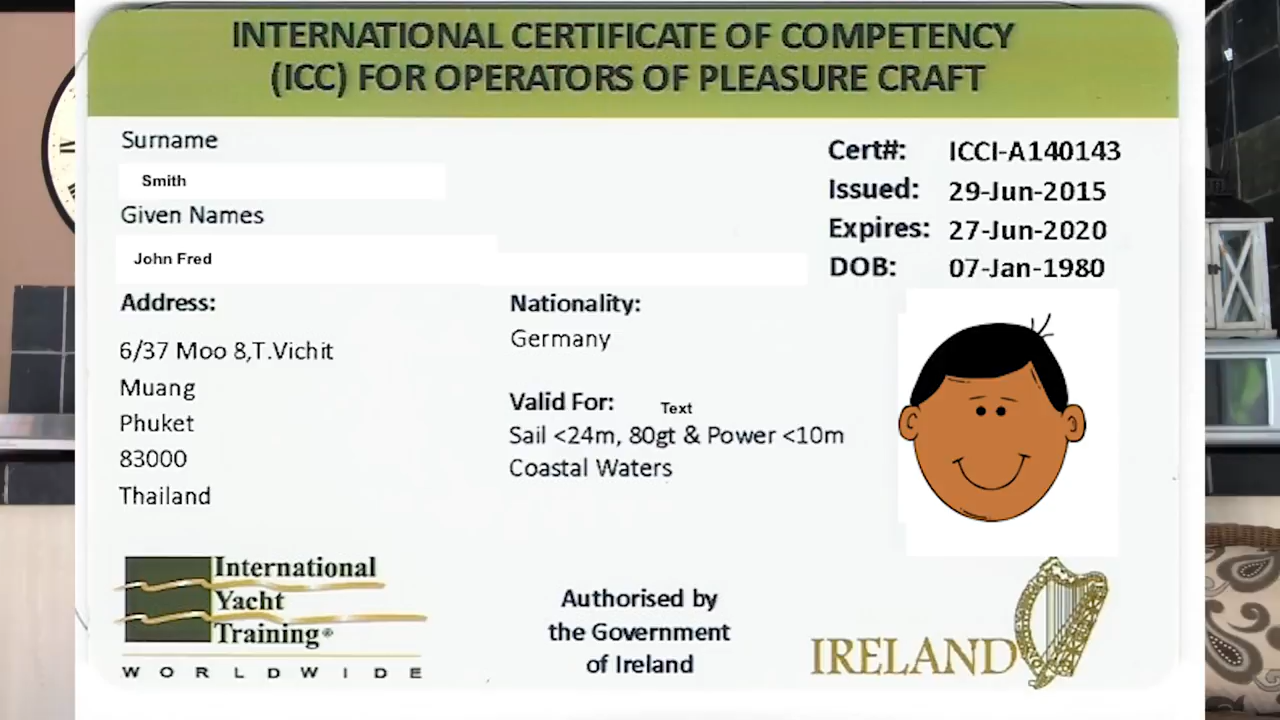 INTERNATIONAL CERTIFICATE OF COMPETENCY
(ICC) FOR OPERATORS OF PLEASURE CRAFT
Surname
Smith
Given Names
John Fred
Cert#: ICCI-A140143
Issued: 29-Jun-2015
Expires: 27-Jun-2020
DOB: 07-Jan-1980
Address:
6/37 Moo 8,T.Vichit
Muang
Phuket
83000
Thailand
Nationality:
Germany
Valid For: Text
Sail <24m, 80gt & Power <10m
Coastal Waters
International
Yacht
Training®
WORLDWIDE
Authorised by
the Government
of Ireland
IRELAND